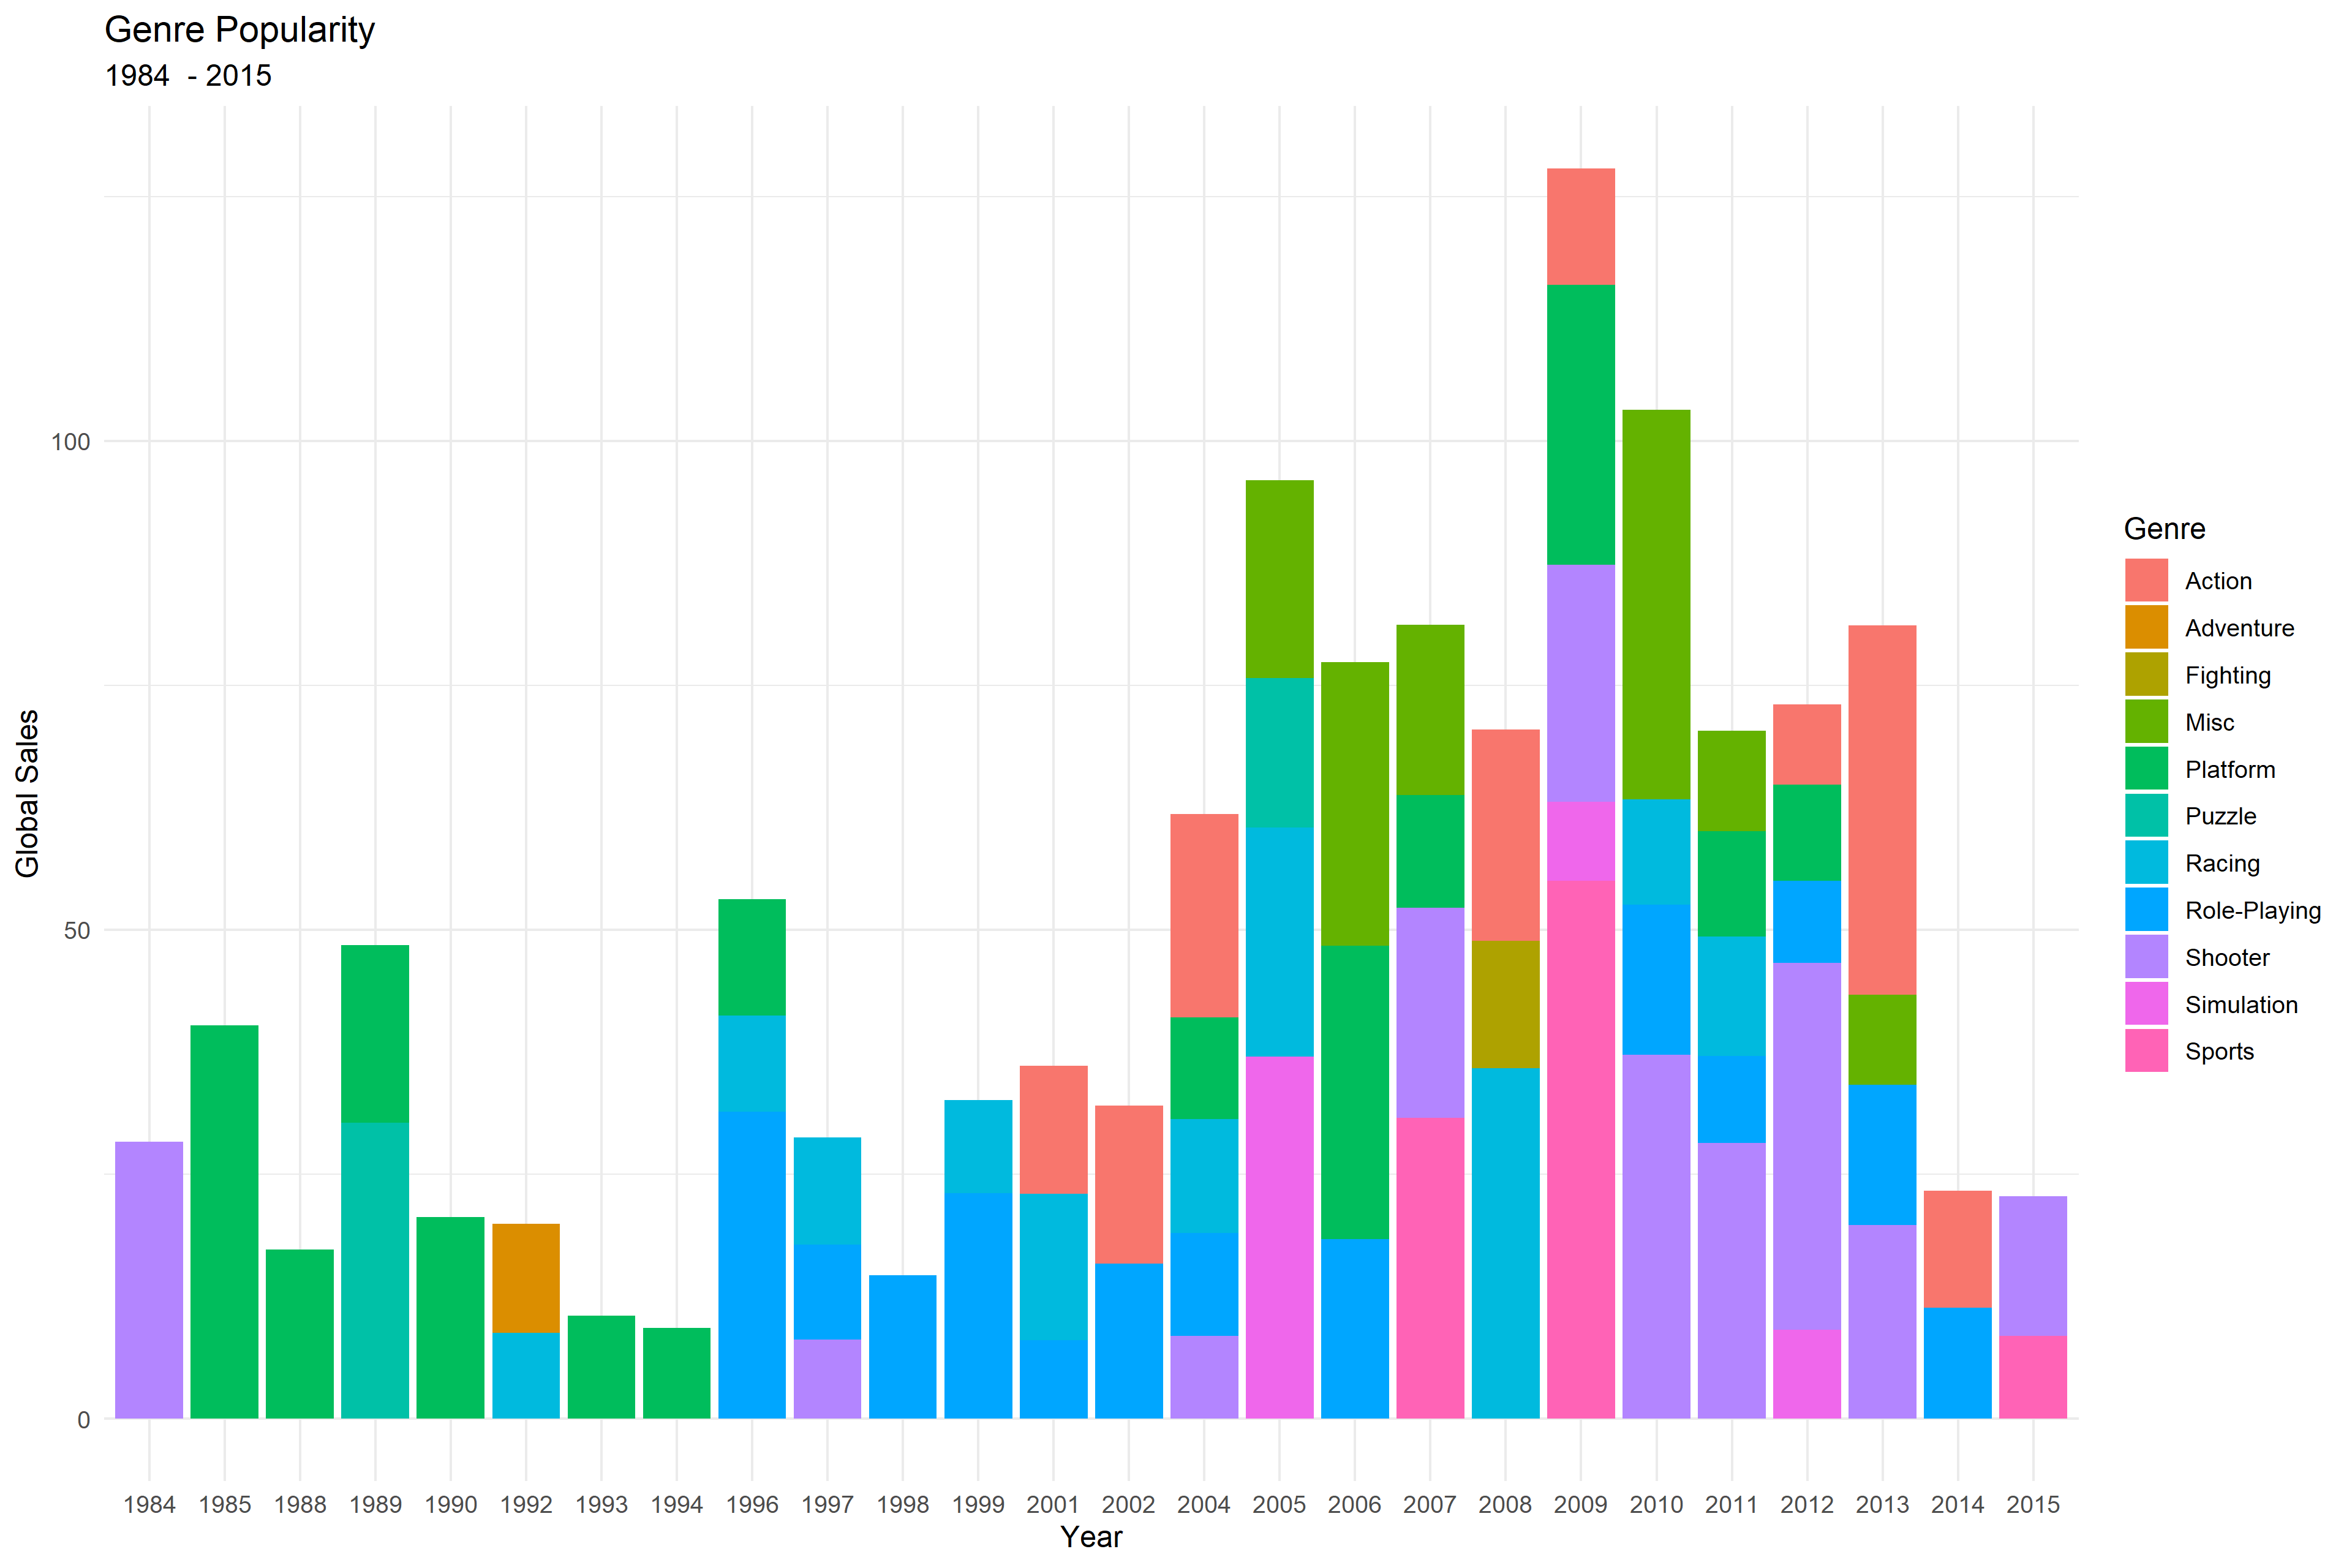 Genre Popularity
1984  - 2015
Global Sales
100
50
0
1984 1985 1988 1989 1990 1992 1993 1994 1996 1997 1998 1999 2001 2002 2004 2005 2006 2007 2008 2009 2010 2011 2012 2013 2014 2015
Year
Genre
Action
Adventure
Fighting
Misc
Platform
Puzzle
Racing
Role-Playing
Shooter
Simulation
Sports